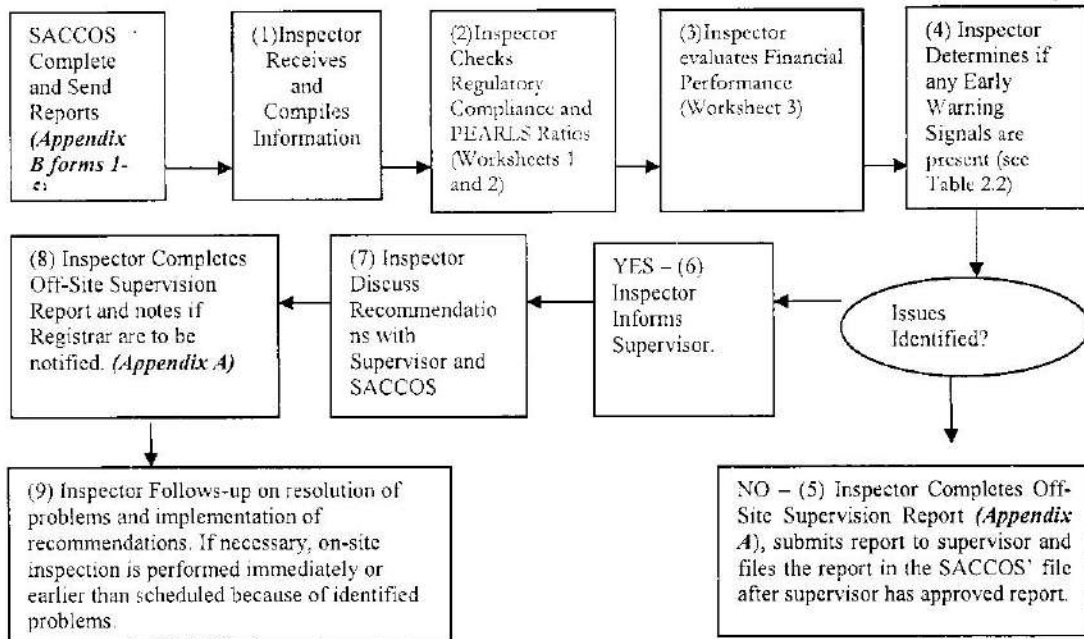 SACCOS
Complete
and Send
Reports
(Appendix
B forms 1-
(1)Inspector
Receives
and
Compiles
Information
(2)Inspector
Checks
Regulatory
Compliance and
PEARLS Ratios
(Worksheets 1
and 2)
(3)Inspector
evaluates Financial
Performance
(Worksheet 3)
(4) Inspector
Determines if
any Early
Warning
Signals are
present (see
Table 2.2)
Issues
Identified?
YES – (6)
Inspector
Informs
Supervisor.
(7) Inspector
Discuss
Recommendatio
ns with
Supervisor and
SACCOS
(8) Inspector Completes
Off-Site Supervision
Report and notes if
Registrar are to be
notified. (Appendix A)
(9) Inspector Follows-up on resolution of
problems and implementation of
recommendations. If necessary, on-site
inspection is performed immediately or
earlier than scheduled because of identified
problems.
NO – (5) Inspector Completes Off-
Site Supervision Report (Appendix
A), submits report to supervisor and
files the report in the SACCOS' file
after supervisor has approved report.